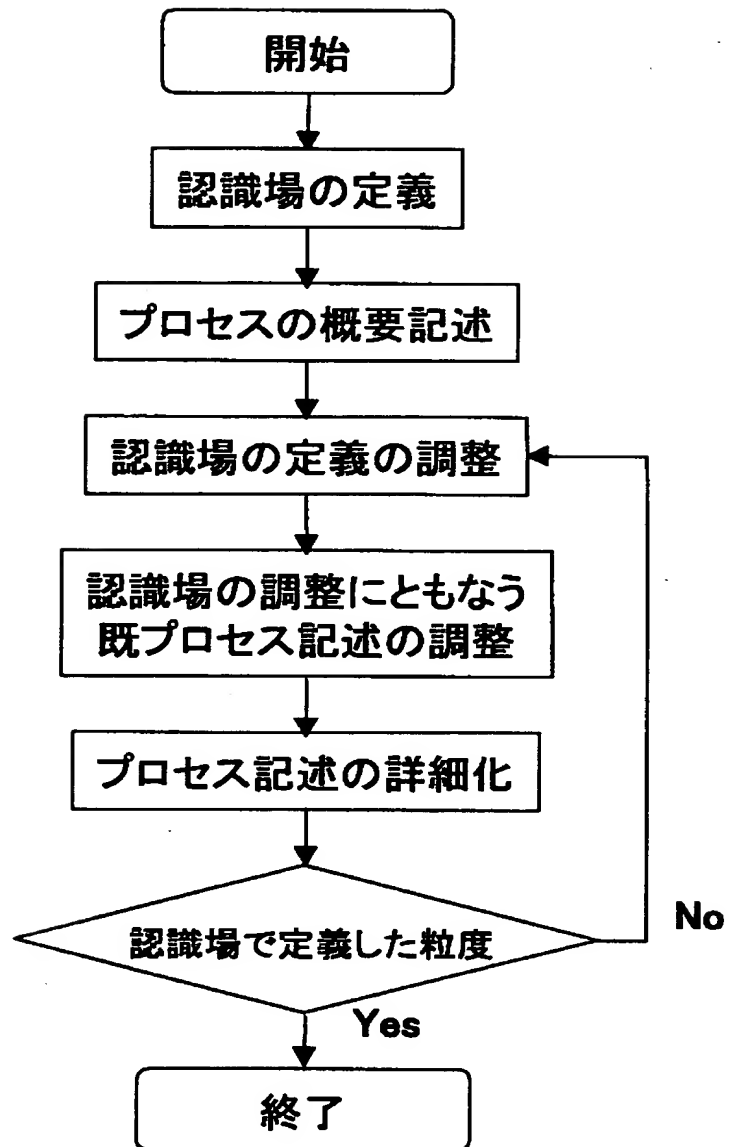 開始
認識場の定義
プロセスの概要記述
認識場の定義の調整
認識場の調整にともなう
既プロセス記述の調整
プロセス記述の詳細化
認識場で定義した粒度
No
Yes
終了